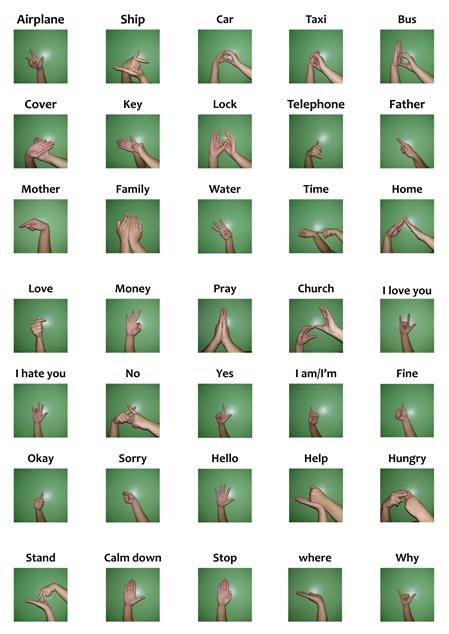 Airplane Ship Car Taxi Bus
Cover Key Lock Telephone Father
Mother Family Water Time Home
Love Money Pray Church I love you
I hate you No Yes I am/I'm Fine
Okay Sorry Hello Help Hungry
Stand Calm down Stop where Why